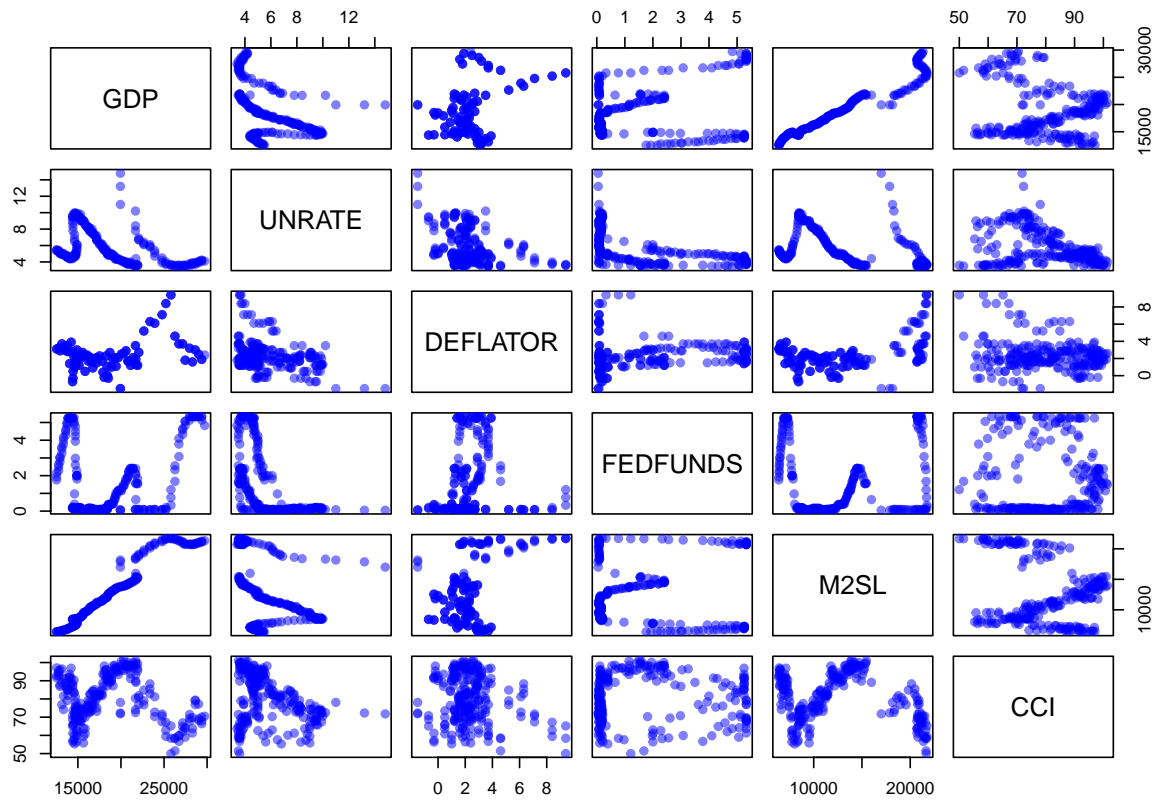 4 6 8 12 0 1 2 3 4 5 50 70 90
GDP
15000 30000
4 8 12
UNRATE
DEFLATOR
0 4 8
0 2 4
FEDFUNDS
M2SL
10000
50 70 90
CCI
15000 25000 0 2 4 6 8 10000 20000